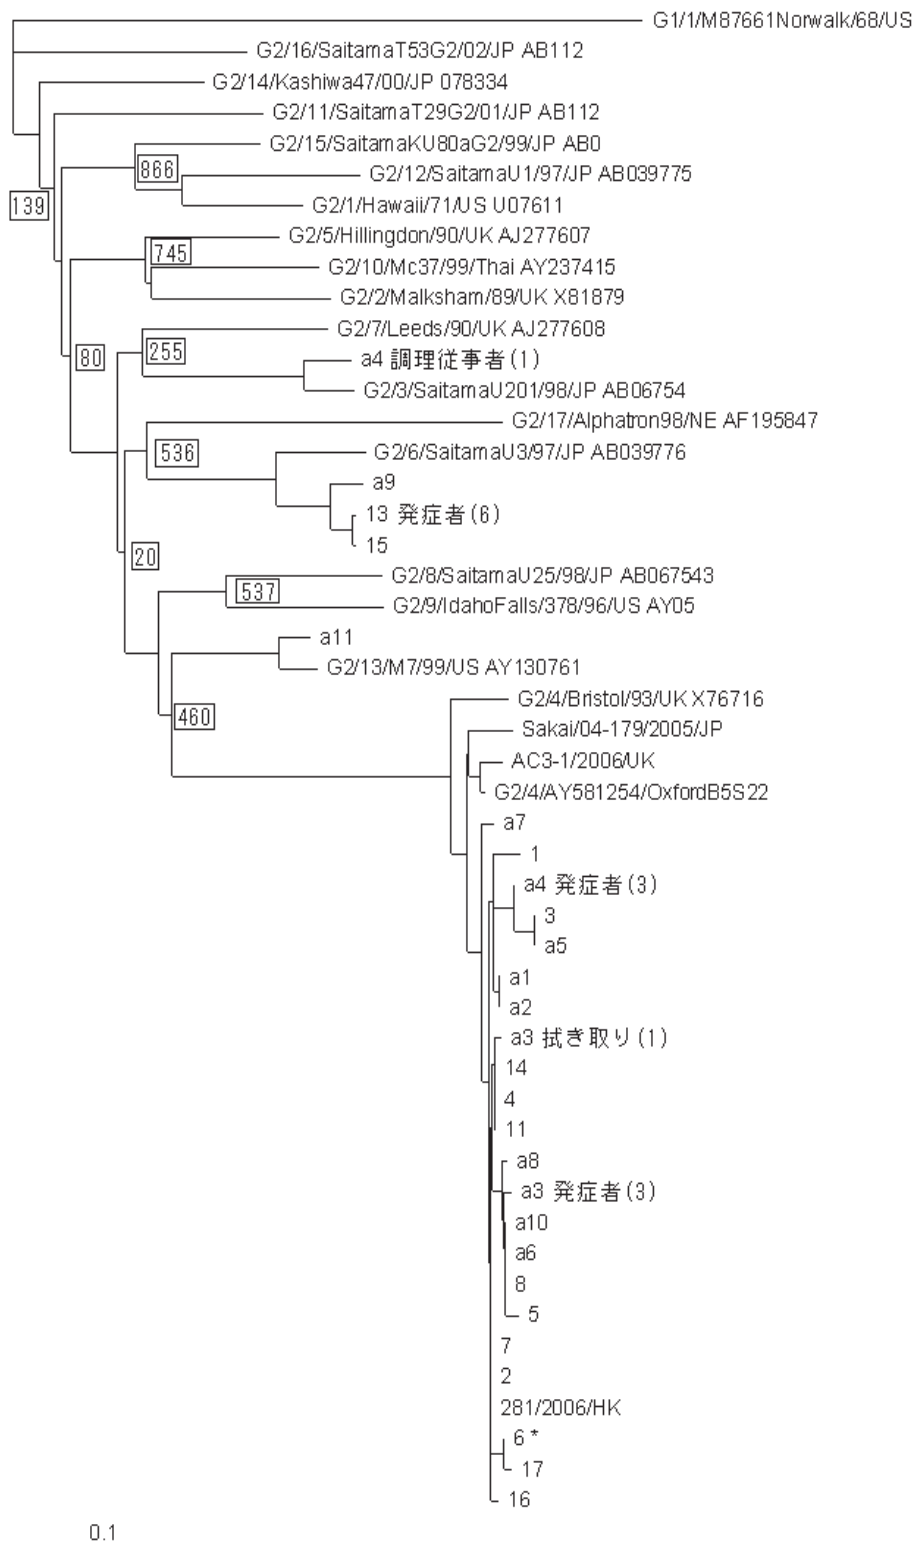 G1/1/M87661Norwalk/68/US
G2/16/SaitamaT53G2/02/JP AB112
G2/14/Kashiwa47/00/JP 078334
G2/11/SaitamaT29G2/01/JP AB112
G2/15/SaitamaKU80aG2/99/JP AB0
866
G2/12/SaitamaU1/97/JP AB039775
139
G2/1/Hawaii/71/US U07611
G2/5/Hillingdon/90/UK AJ277607
745
G2/10/Mc37/99/Thai AY237415
G2/2/Malksham/89/UK X81879
G2/7/Leeds/90/UK AJ277608
255
80
a4 調理従事者(1)
G2/3/SaitamaU201/98/JP AB06754
G2/17/Alphatron98/NE AF195847
536
G2/6/SaitamaU3/97/JP AB039776
a9
13 発症者(6)
15
20
G2/8/SaitamaU25/98/JP AB067543
537
G2/9/IdahoFalls/378/96/US AY05
a11
G2/13/M7/99/US AY130761
G2/4/Bristol/93/UK X76716
460
Sakai/04-179/2005/JP
AC3-1/2006/UK
G2/4/AY581254/OxfordB5S22
a7
1
a4 発症者(3)
3
a5
a1
a2
a3 拭き取り(1)
14
4
11
a8
a3 発症者(3)
a10
a6
8
5
7
2
281/2006/HK
6 *
17
16
0.1